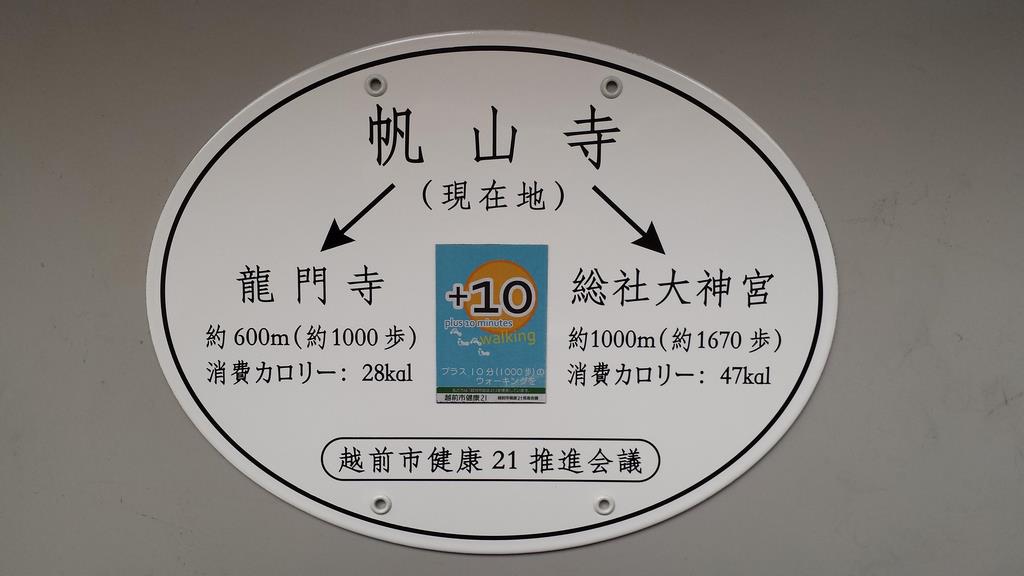 帆山寺
(現在地)
龍門寺
約600m(約1000歩)
消費カロリー: 28kal
総社大神宮
約1000m(約1670歩)
消費カロリー: 47kal
+10
plus 10 minutes
walking
プラス10分(1000歩)の
ウォーキングを
越前市健康21
越前市健康21推進会議